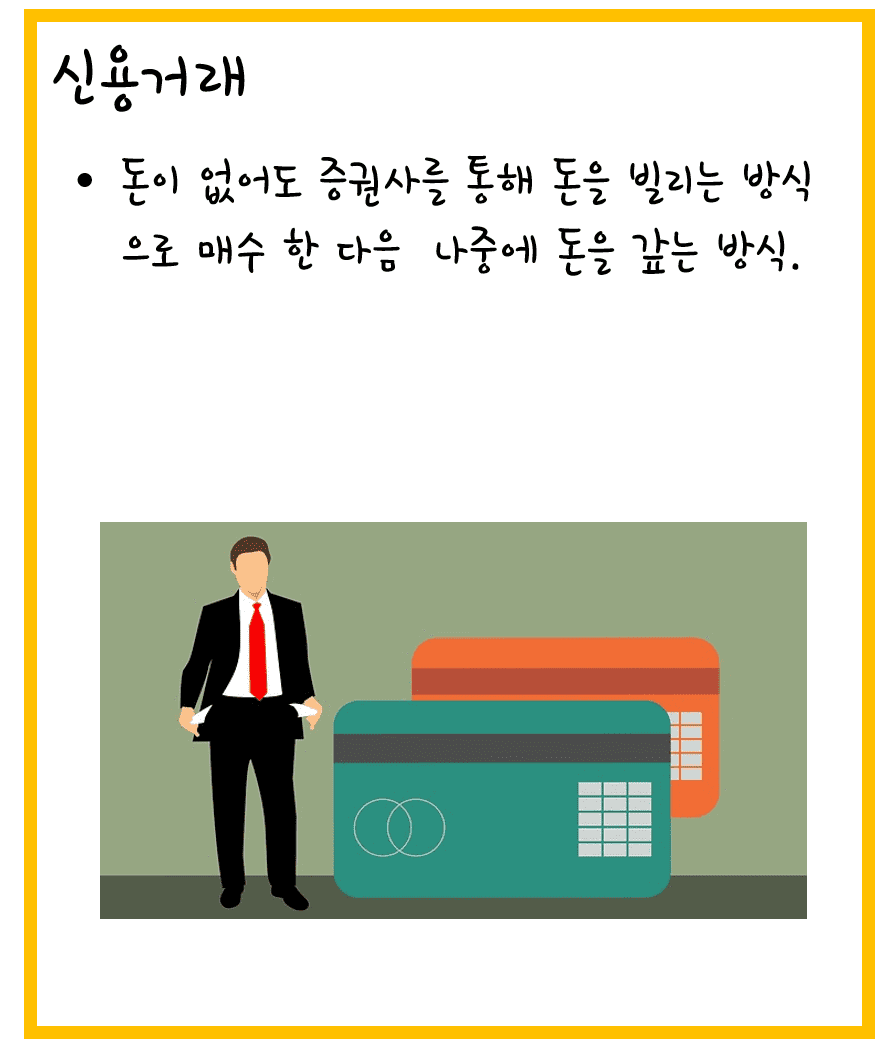 신용거래
• 돈이 없어도 증권사를 통해 돈을 빌리는 방식
으로 매수 한 다음 나중에 돈을 갚는 방식.